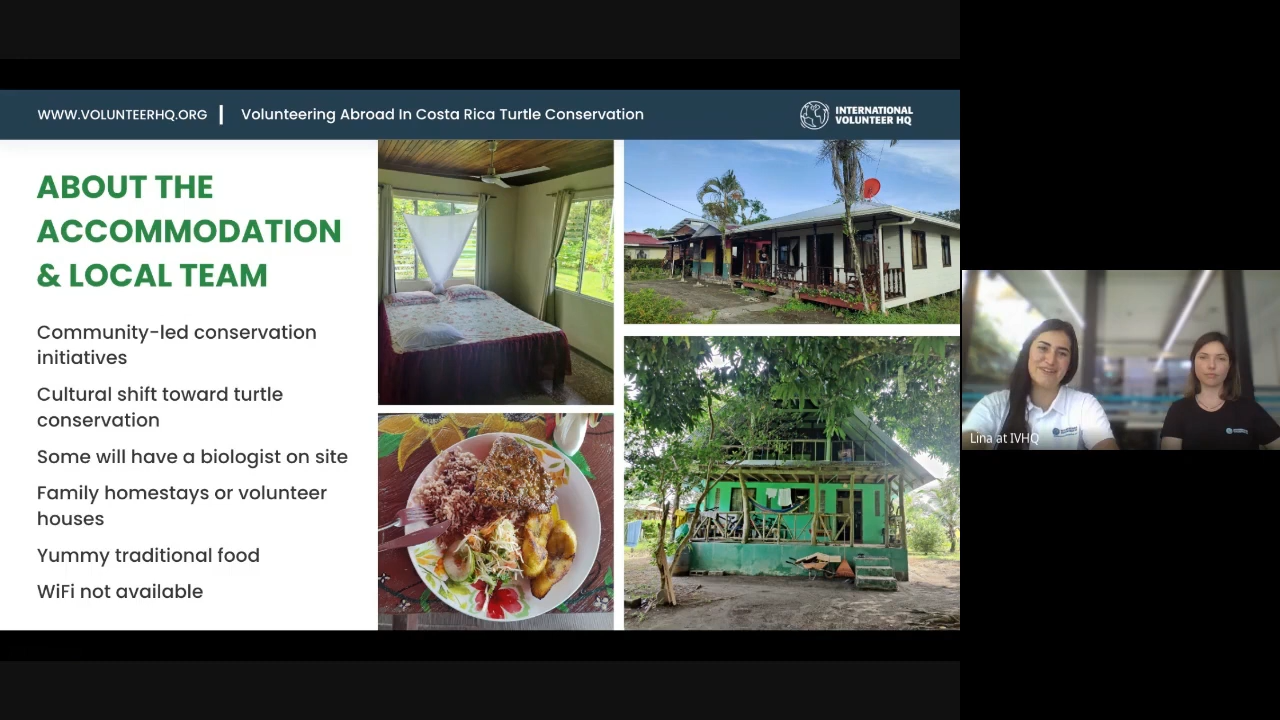 WWW.VOLUNTEERHQ.ORG | Volunteering Abroad In Costa Rica Turtle Conservation
INTERNATIONAL
VOLUNTEER HQ
ABOUT THE
ACCOMMODATION
& LOCAL TEAM
Community-led conservation
initiatives
Cultural shift toward turtle
conservation
Some will have a biologist on site
Family homestays or volunteer
houses
Yummy traditional food
WiFi not available
Lina at IVHQ